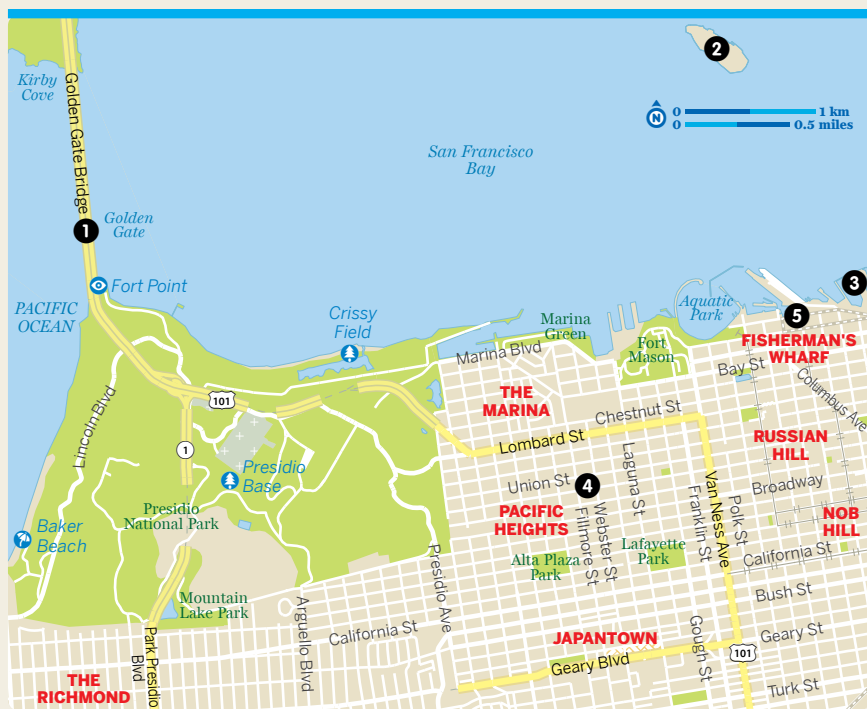 2
Kirby
Cove
Golden Gate Bridge
N
0 1 km
0 0.5 miles
San Francisco
Bay
1
Golden
Gate
Fort Point
3
PACIFIC
OCEAN
Crissy
Field
Aquatic
Park
5
Marina
Green
Fort
Mason
FISHERMAN'S
WHARF
Marina Blvd
Bay St
Columbus Ave
THE
MARINA
101
Lincoln Blvd
Chestnut St
Lombard St
RUSSIAN
HILL
1
Laguna St
Presidio
Base
Union St
4
Van Ness Ave
Broadway
Presidio
National Park
PACIFIC
HEIGHTS
Webster St
Fillmore St
Franklin St
Polk St
NOB
HILL
Baker
Beach
Alta Plaza
Park
Lafayette
Park
California St
Presidio Ave
Mountain
Lake Park
Bush St
Arguello Blvd
California St
JAPANTOWN
Gough St
Geary St
Park Presidio
Blvd
Geary Blvd
101
THE
RICHMOND
Turk St